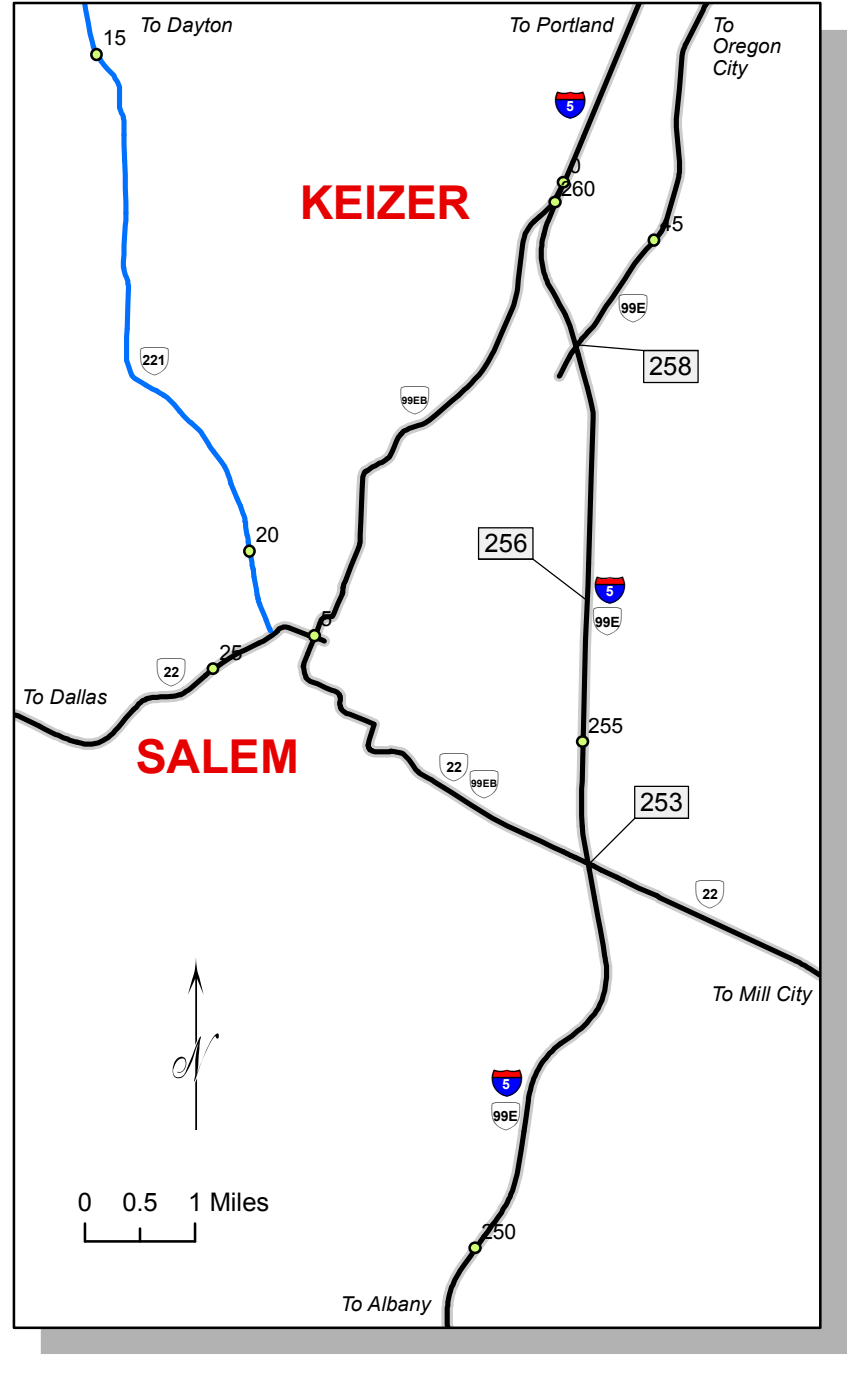 15
To Dayton
To Portland
To
Oregon
City
5
0
260
KEIZER
45
99E
258
221
99EB
20
256
5
99E
5
25
22
To Dallas
255
SALEM
22
99EB
253
22
To Mill City
N
5
99E
0 0.5 1 Miles
250
To Albany